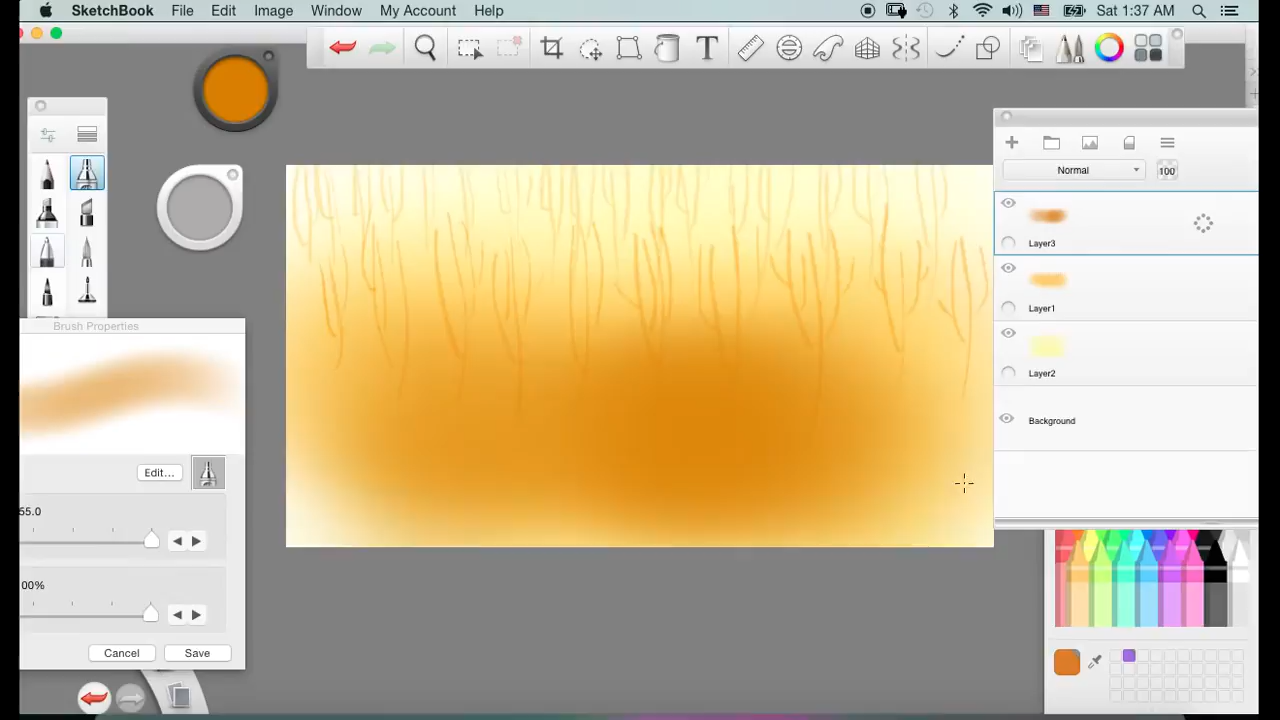 SketchBook File Edit Image Window My Account Help Sat 1:37 AM
T
Normal 100
Layer3
Layer1
Layer2
Background
Brush Properties
Edit...
55.0
00%
Cancel Save